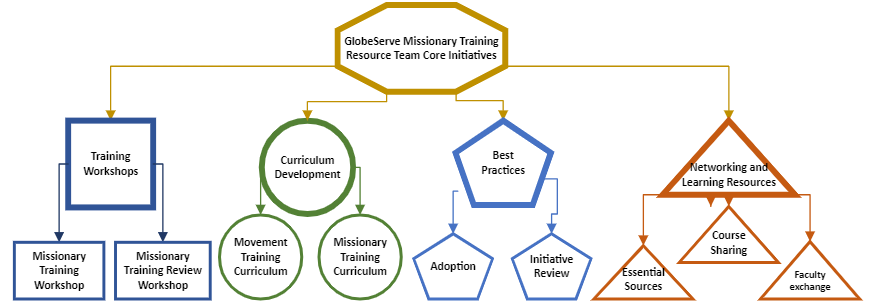 GlobeServe Missionary Training
Resource Team Core Initiatives
Training
Workshops
Curriculum
Development
Best
Practices
Networking and
Learning Resources
Missionary
Training
Workshop
Missionary
Training Review
Workshop
Movement
Training
Curriculum
Missionary
Training
Curriculum
Adoption
Initiative
Review
Essential
Sources
Course
Sharing
Faculty
exchange